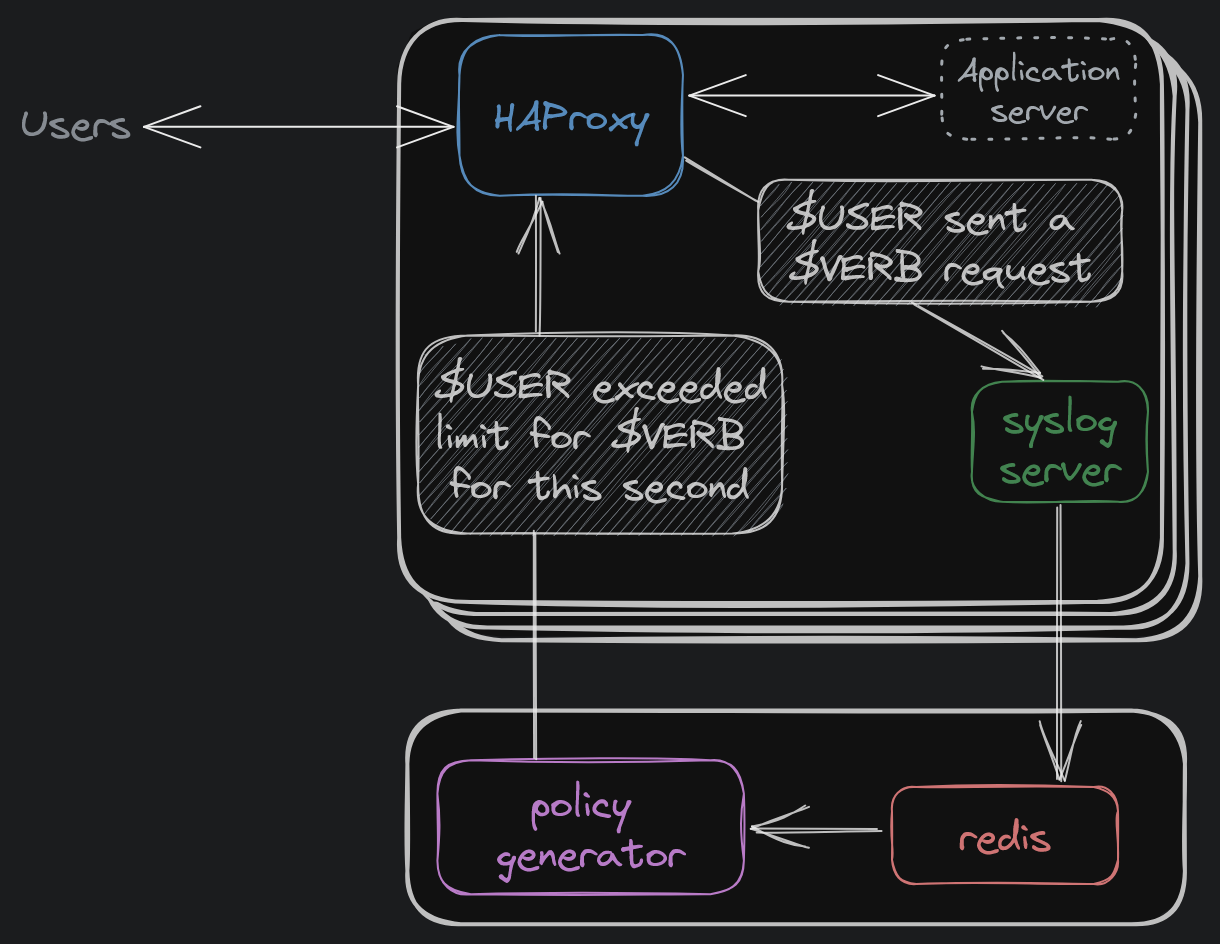 Users
HAProxy
Application
server
$USER sent a
$VERB request
$USER exceeded
limit for $VERB
for this second
syslog
server
policy
generator
redis